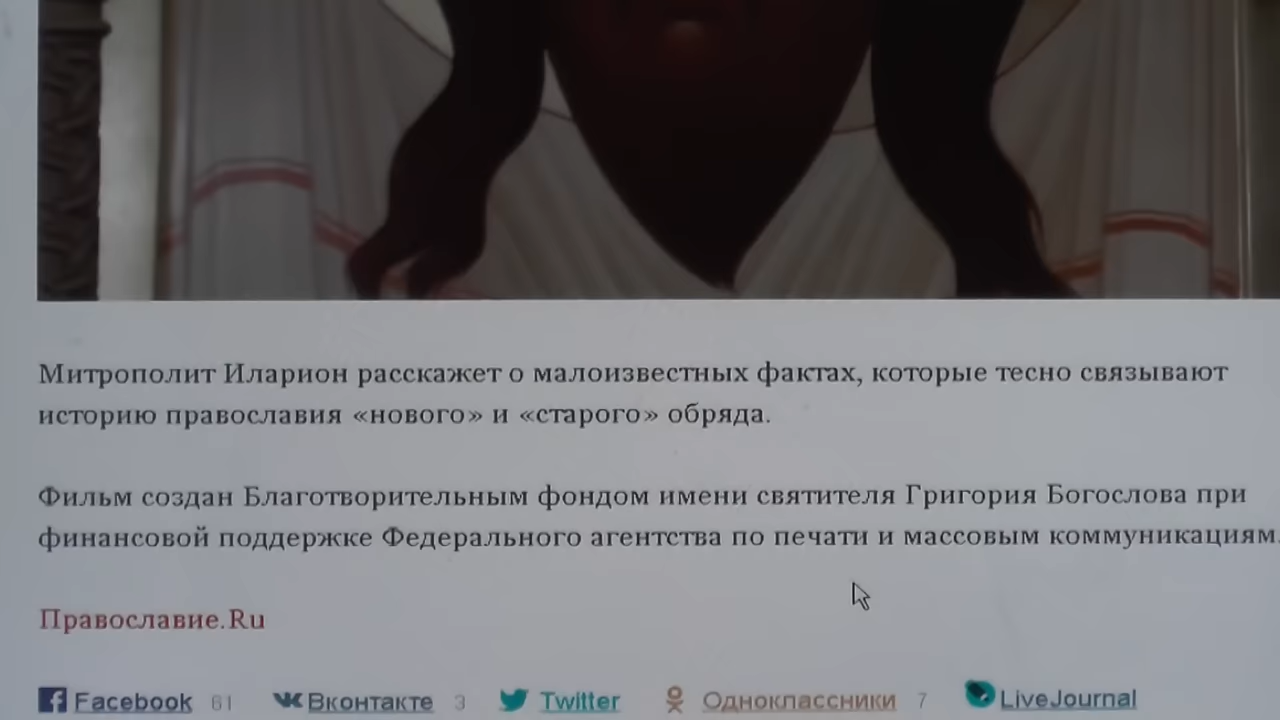 Митрополит Иларион расскажет о малоизвестных фактах, которые тесно связывают
историю православия «нового» и «старого» обряда.
Фильм создан Благотворительным фондом имени святителя Григория Богослова при
финансовой поддержке Федерального агентства по печати и массовым коммуникациям.
Православие.Ru
Facebook 61 Вконтакте 3 Twitter Одноклассники 7 LiveJournal